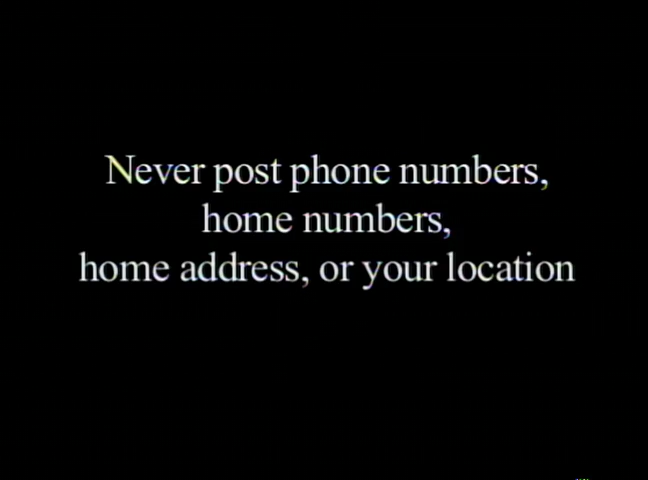 Never post phone numbers,
home numbers,
home address, or your location